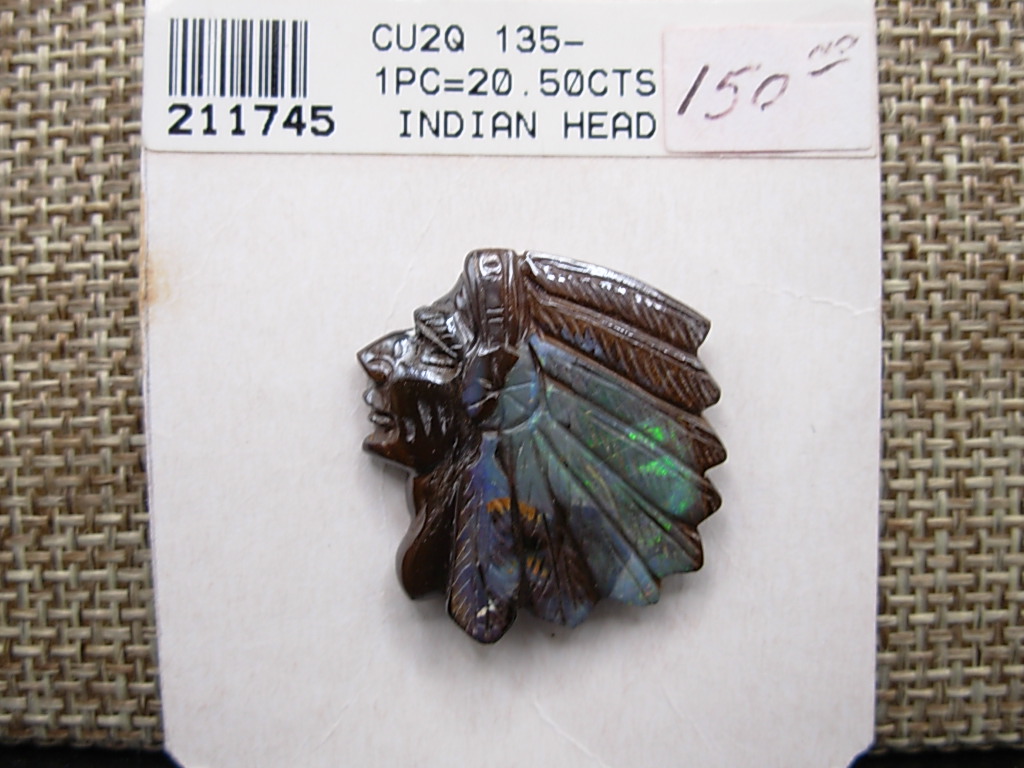 CU2Q 135-
1PC=20.50CTS
211745 INDIAN HEAD
150.00